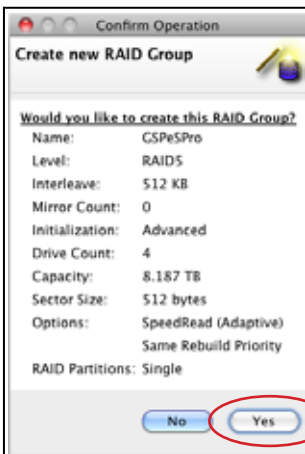 Confirm Operation
Create new RAID Group
Would you like to create this RAID Group?
Name: GSPeSPro
Level: RAID5
Interleave: 512 KB
Mirror Count: 0
Initialization: Advanced
Drive Count: 4
Capacity: 8.187 TB
Sector Size: 512 bytes
Options: SpeedRead (Adaptive)
Same Rebuild Priority
RAID Partitions: Single
No Yes